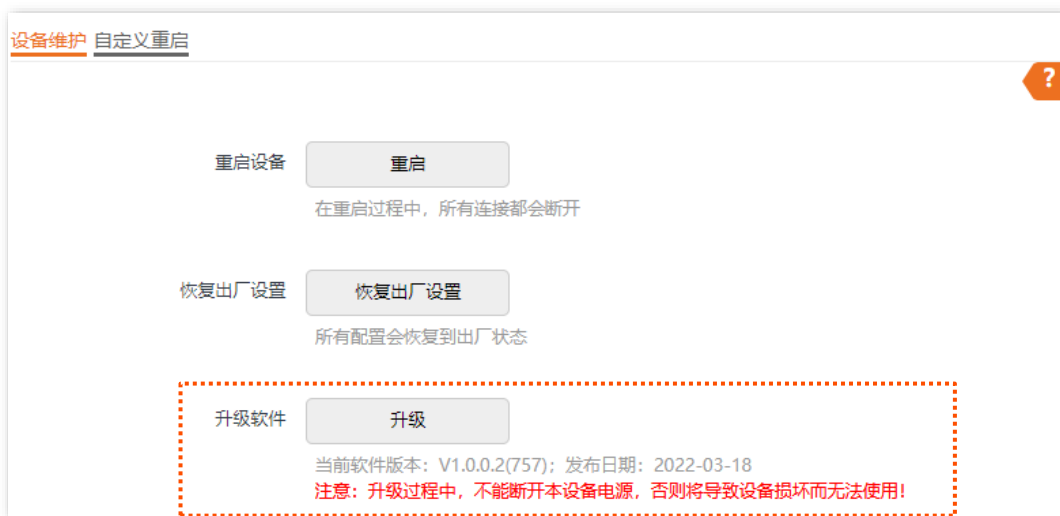 设备维护 自定义重启
?
重启设备 重启
在重启过程中，所有连接都会断开
恢复出厂设置 恢复出厂设置
所有配置会恢复到出厂状态
升级软件 升级
当前软件版本：V1.0.0.2(757)；发布日期：2022-03-18
注意：升级过程中，不能断开本设备电源，否则将导致设备损坏而无法使用！